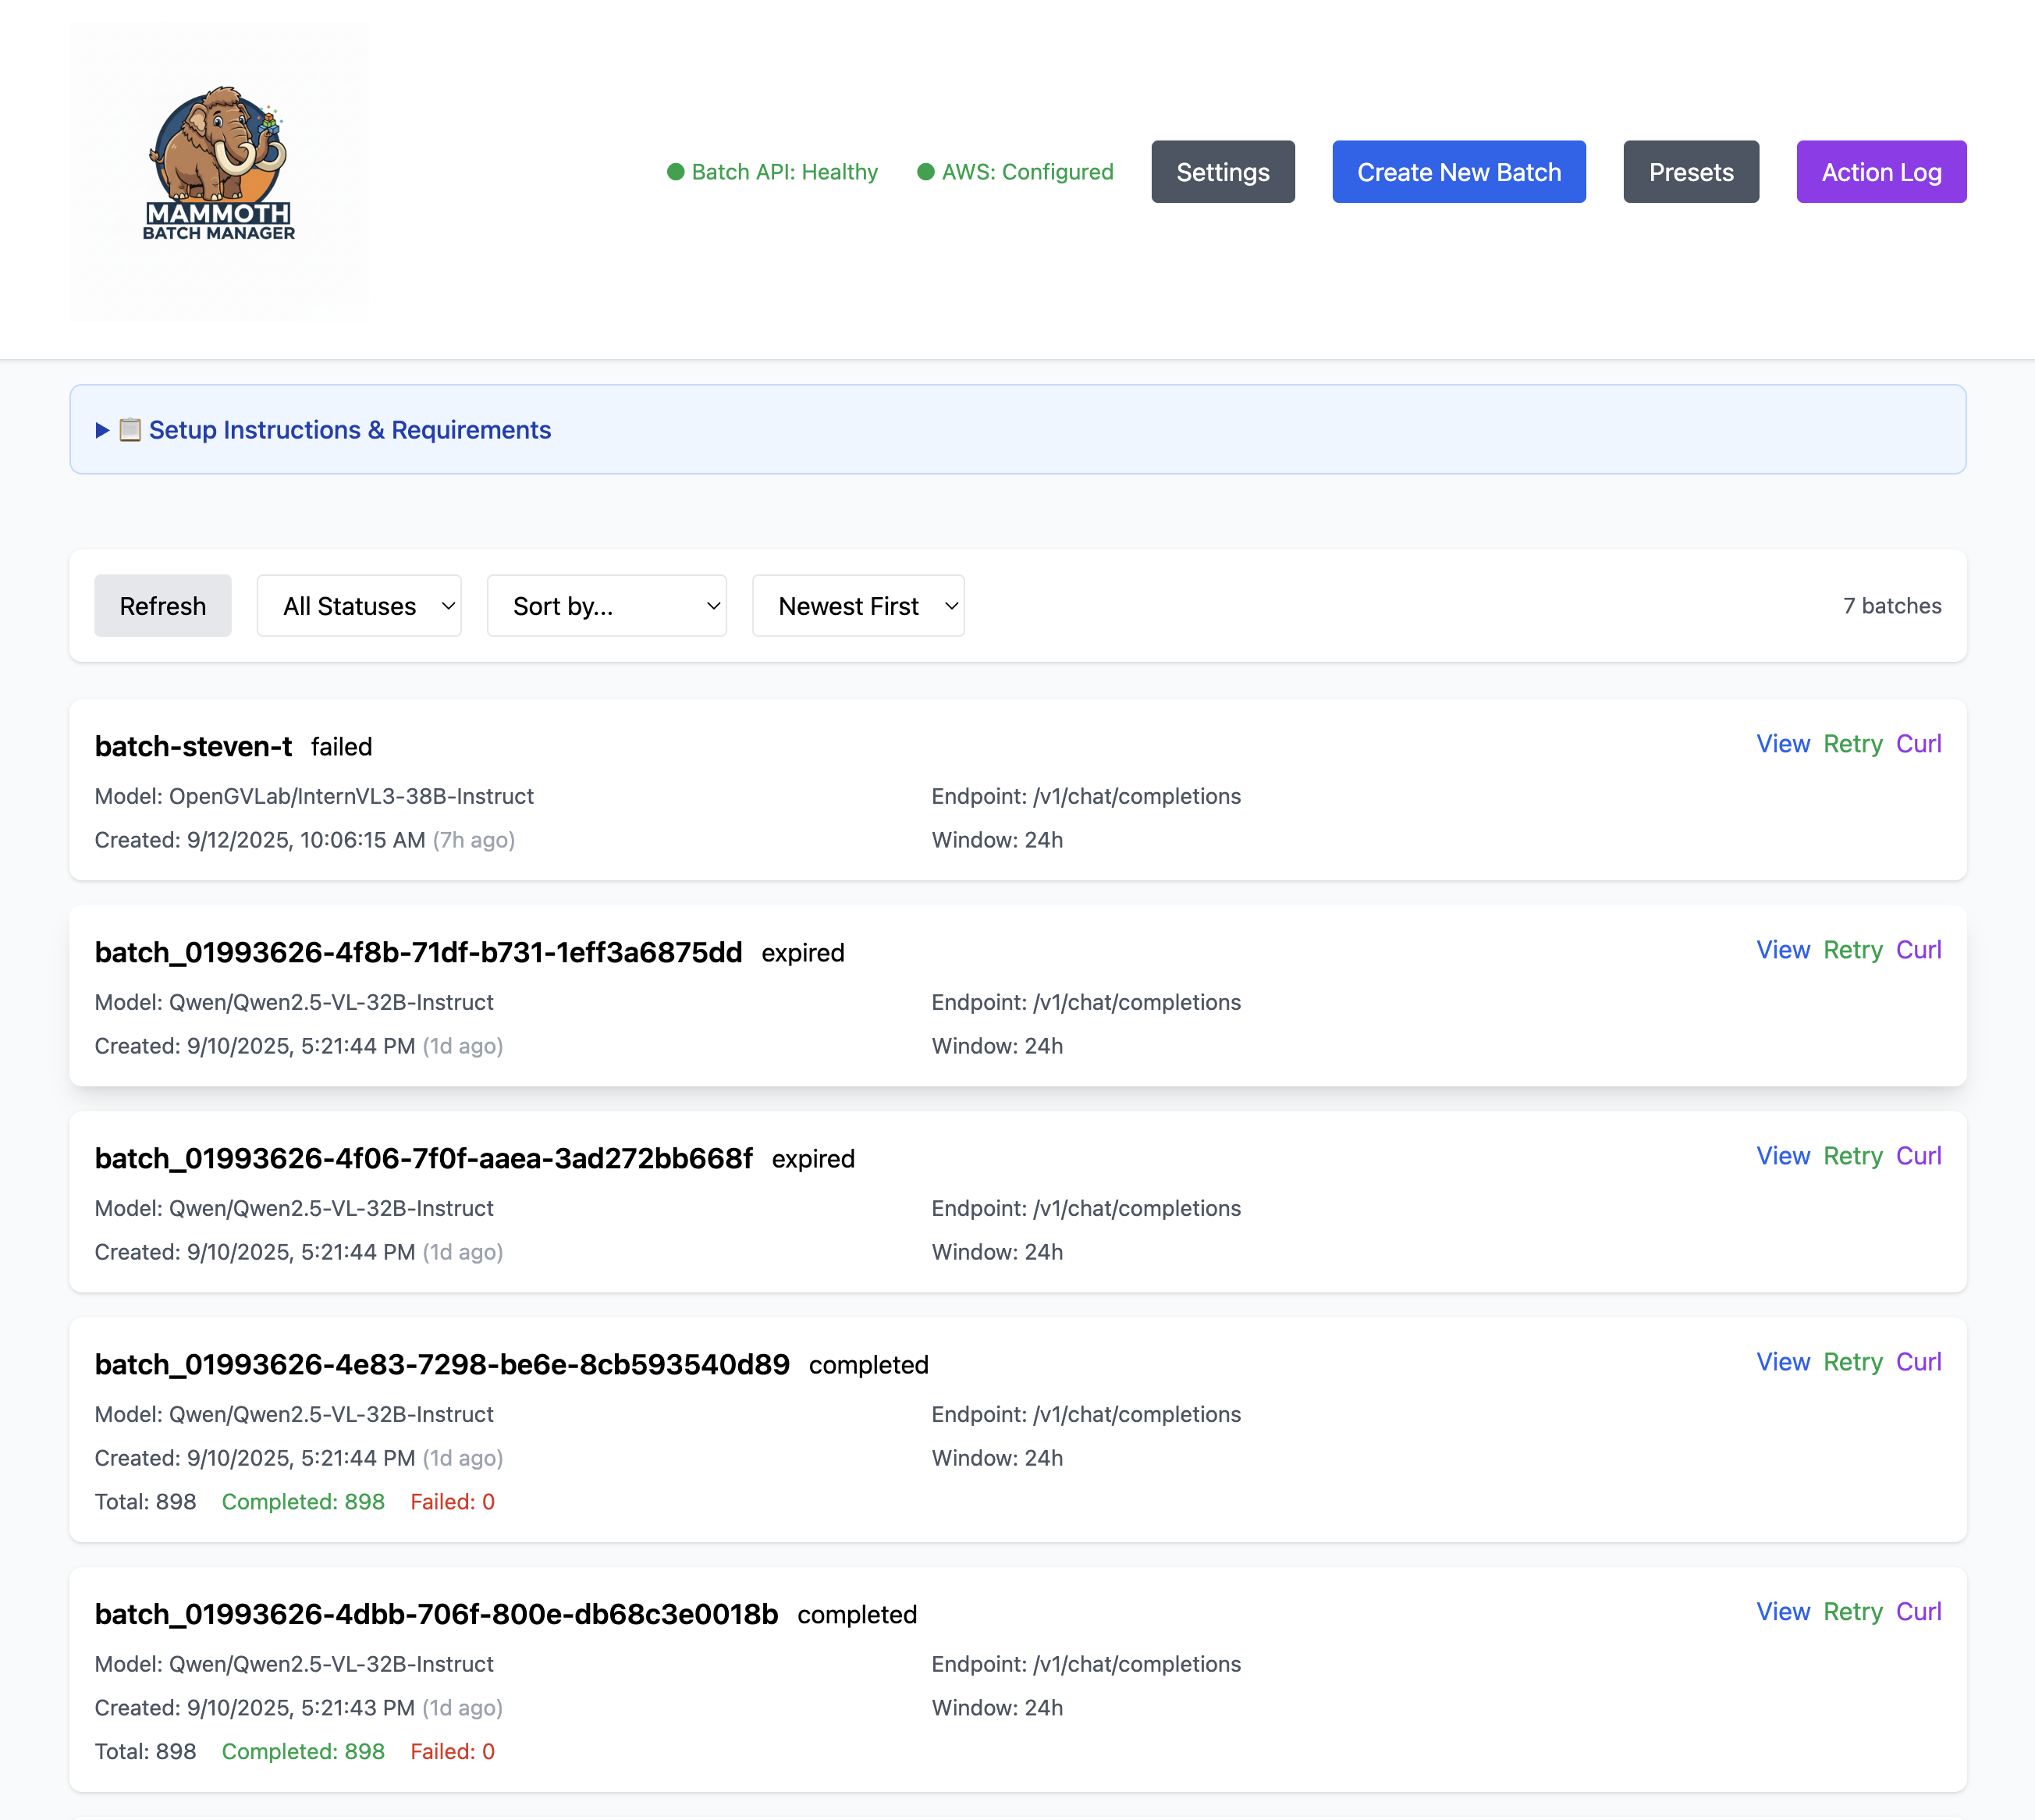 MAMMOTH
BATCH MANAGER
Batch API: Healthy
AWS: Configured
Settings
Create New Batch
Presets
Action Log
Setup Instructions & Requirements
Refresh
All Statuses
Sort by...
Newest First
7 batches
batch-steven-t failed
View Retry Curl
Model: OpenGVLab/InternVL3-38B-Instruct
Endpoint: /v1/chat/completions
Created: 9/12/2025, 10:06:15 AM (7h ago)
Window: 24h
batch_01993626-4f8b-71df-b731-1eff3a6875dd expired
View Retry Curl
Model: Qwen/Qwen2.5-VL-32B-Instruct
Endpoint: /v1/chat/completions
Created: 9/10/2025, 5:21:44 PM (1d ago)
Window: 24h
batch_01993626-4f06-7f0f-aaea-3ad272bb668f expired
View Retry Curl
Model: Qwen/Qwen2.5-VL-32B-Instruct
Endpoint: /v1/chat/completions
Created: 9/10/2025, 5:21:44 PM (1d ago)
Window: 24h
batch_01993626-4e83-7298-be6e-8cb593540d89 completed
View Retry Curl
Model: Qwen/Qwen2.5-VL-32B-Instruct
Endpoint: /v1/chat/completions
Created: 9/10/2025, 5:21:44 PM (1d ago)
Window: 24h
Total: 898 Completed: 898 Failed: 0
batch_01993626-4dbb-706f-800e-db68c3e0018b completed
View Retry Curl
Model: Qwen/Qwen2.5-VL-32B-Instruct
Endpoint: /v1/chat/completions
Created: 9/10/2025, 5:21:43 PM (1d ago)
Window: 24h
Total: 898 Completed: 898 Failed: 0